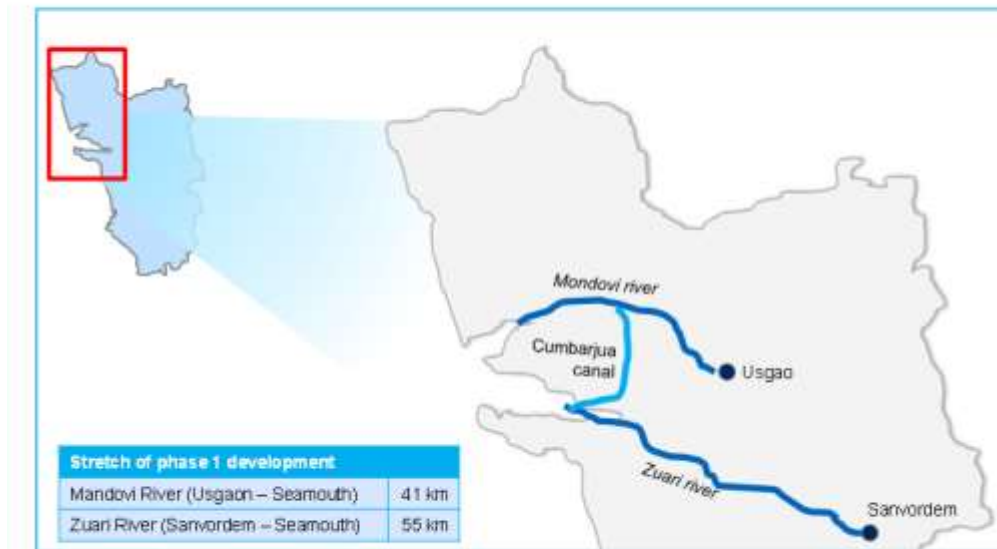 Mondovi river
Cumbarjua
canal
Usgao
Zuari river
Sanvordem
Stretch of phase 1 development
Mandovi River (Usgaon – Seamouth) 41 km
Zuari River (Sanvordem – Seamouth) 55 km